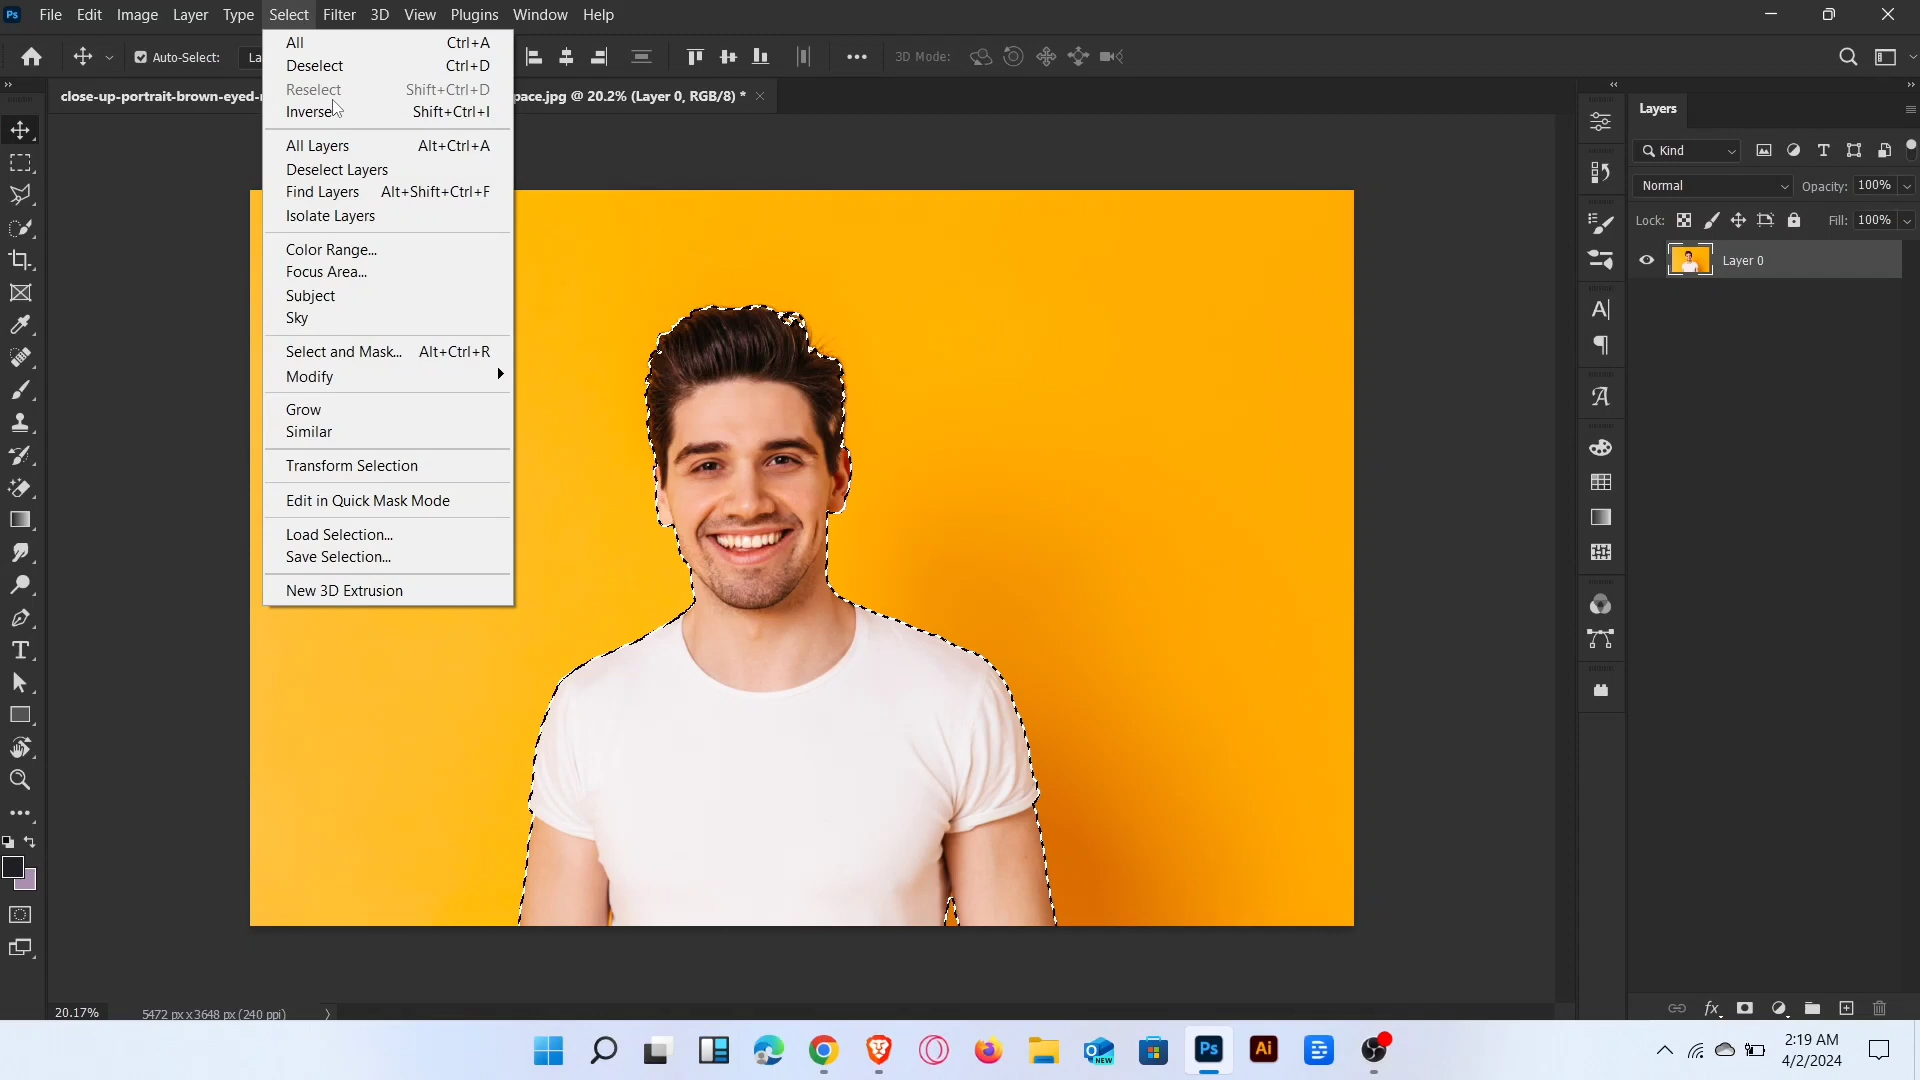 Ps File Edit Image Layer Type Select Filter 3D View Plugins Window Help
Auto-Select: La 3D Mode:
close-up-portrait-brown-eyed- pace.jpg @ 20.2% (Layer 0, RGB/8) *
All Ctrl+A
Deselect Ctrl+D
Reselect Shift+Ctrl+D
Inverse Shift+Ctrl+I
All Layers Alt+Ctrl+A
Deselect Layers
Find Layers Alt+Shift+Ctrl+F
Isolate Layers
Color Range...
Focus Area...
Subject
Sky
Select and Mask... Alt+Ctrl+R
Modify
Grow
Similar
Transform Selection
Edit in Quick Mask Mode
Load Selection...
Save Selection...
New 3D Extrusion
Layers
Kind
Normal Opacity: 100%
Lock: Fill: 100%
Layer 0
20.17% 5472 px x 3648 px (240 ppi)
NEW Ps Ai
2:19 AM
4/2/2024